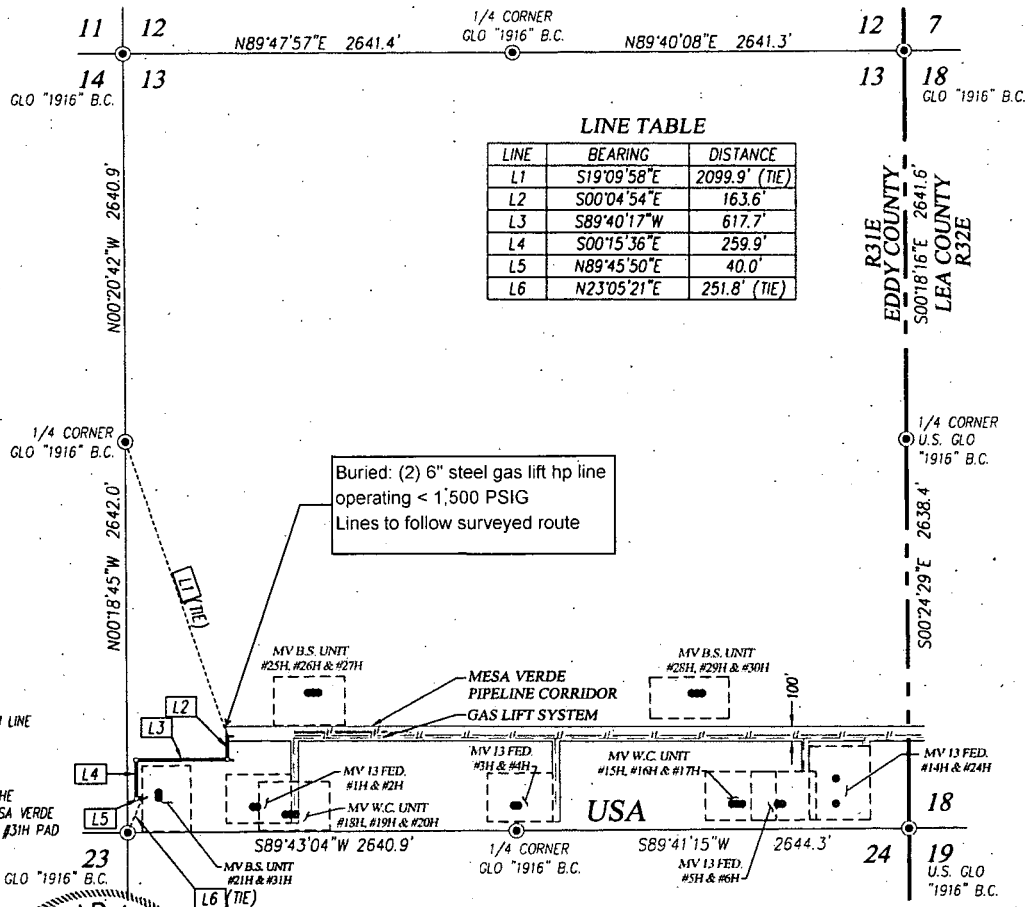 1/4 CORNER
GLO "1916" B.C.
11 12
N89°47'57"E 2641.4'
N89°40'08"E 2641.3'
12 7
14 13
GLO "1916" B.C.
13 18
GLO "1916" B.C.
LINE TABLE
LINE BEARING DISTANCE
L1 S19°09'58"E 2099.9' (TIE)
L2 S00°04'54"E 163.6'
L3 S89°40'17"W 617.7'
L4 S00°15'36"E 259.9'
L5 N89°45'50"E 40.0'
L6 N23°05'21"E 251.8' (TIE)
N00°20'42"W 2640.9'
R31E
EDDY COUNTY
S00°18'16"E 2641.6'
LEA COUNTY
R32E
1/4 CORNER
GLO "1916" B.C.
1/4 CORNER
U.S. GLO
"1916" B.C.
Buried: (2) 6" steel gas lift hp line
operating < 1,500 PSIG
Lines to follow surveyed route
N00°18'45"W 2642.0'
S00°24'29"E 2638.4'
L1 (TIE)
MV B.S. UNIT
#25H, #26H & #27H
MV B.S. UNIT
#28H, #29H & #30H
MESA VERDE
PIPELINE CORRIDOR
GAS LIFT SYSTEM
100'
LINE
L2
L3
L4
L5
HE
SA VERDE
#31H PAD
MV 13 FED.
#1H & #2H
MV W.C. UNIT
#18H, #19H & #20H
MV 13 FED.
#3H & #4H
MV W.C. UNIT
#15H, #16H & #17H
MV 13 FED.
#14H & #24H
USA
18
23
GLO "1916" B.C.
S89°43'04"W 2640.9'
1/4 CORNER
GLO "1916" B.C.
S89°41'15"W 2644.3'
MV 13 FED.
#5H & #6H
24 19
U.S. GLO
"1916" B.C.
MV B.S. UNIT
#21H & #31H
L6 (TIE)